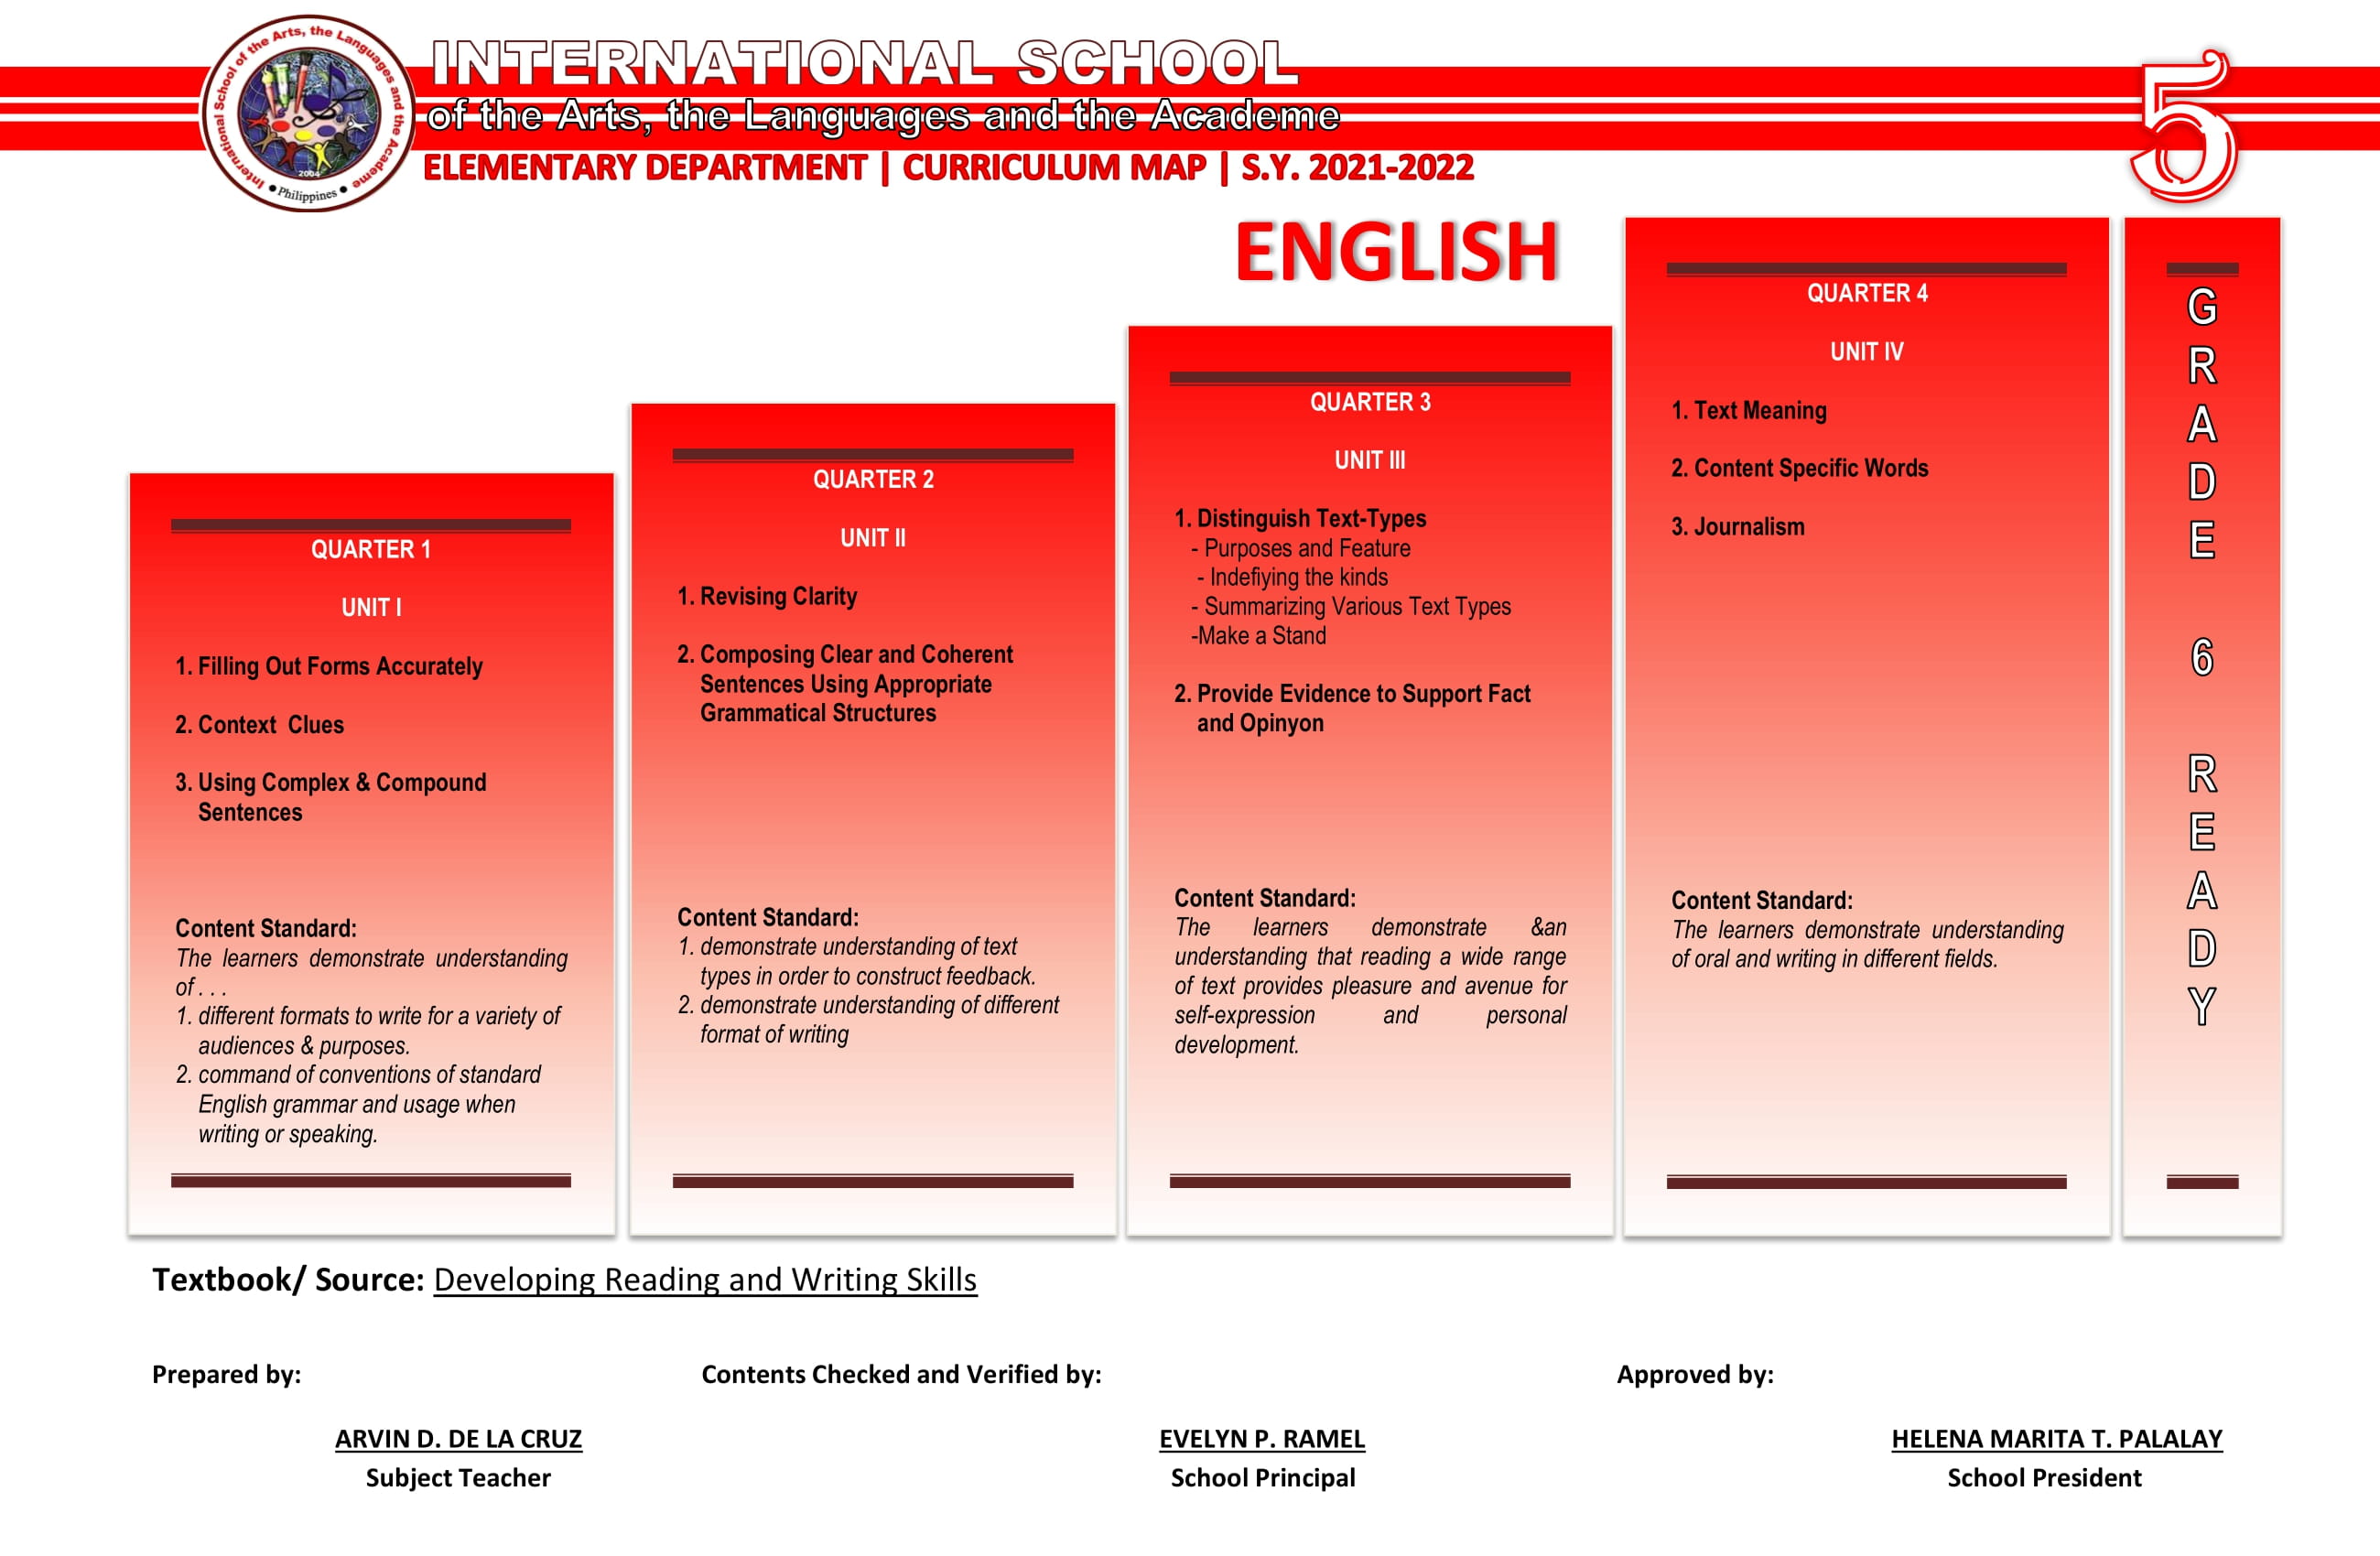 International School of the Arts, the Languages and the Academe
2004
Philippines
INTERNATIONAL SCHOOL
of the Arts, the Languages and the Academe
ELEMENTARY DEPARTMENT | CURRICULUM MAP | S.Y. 2021-2022
5
ENGLISH
QUARTER 1
UNIT I
1. Filling Out Forms Accurately
2. Context  Clues
3. Using Complex & Compound
Sentences
Content Standard:
The learners demonstrate understanding
of . . .
1. different formats to write for a variety of
audiences & purposes.
2. command of conventions of standard
English grammar and usage when
writing or speaking.
QUARTER 2
UNIT II
1. Revising Clarity
2. Composing Clear and Coherent
Sentences Using Appropriate
Grammatical Structures
Content Standard:
1. demonstrate understanding of text
types in order to construct feedback.
2. demonstrate understanding of different
format of writing
QUARTER 3
UNIT III
1. Distinguish Text-Types
- Purposes and Feature
- Indefiying the kinds
- Summarizing Various Text Types
-Make a Stand
2. Provide Evidence to Support Fact
and Opinyon
Content Standard:
The learners demonstrate &an
understanding that reading a wide range
of text provides pleasure and avenue for
self-expression and personal
development.
QUARTER 4
UNIT IV
1. Text Meaning
2. Content Specific Words
3. Journalism
Content Standard:
The learners demonstrate understanding
of oral and writing in different fields.
G
R
A
D
E
6
R
E
A
D
Y
Textbook/ Source: Developing Reading and Writing Skills
Prepared by:
Contents Checked and Verified by:
Approved by:
ARVIN D. DE LA CRUZ
EVELYN P. RAMEL
HELENA MARITA T. PALALAY
Subject Teacher
School Principal
School President